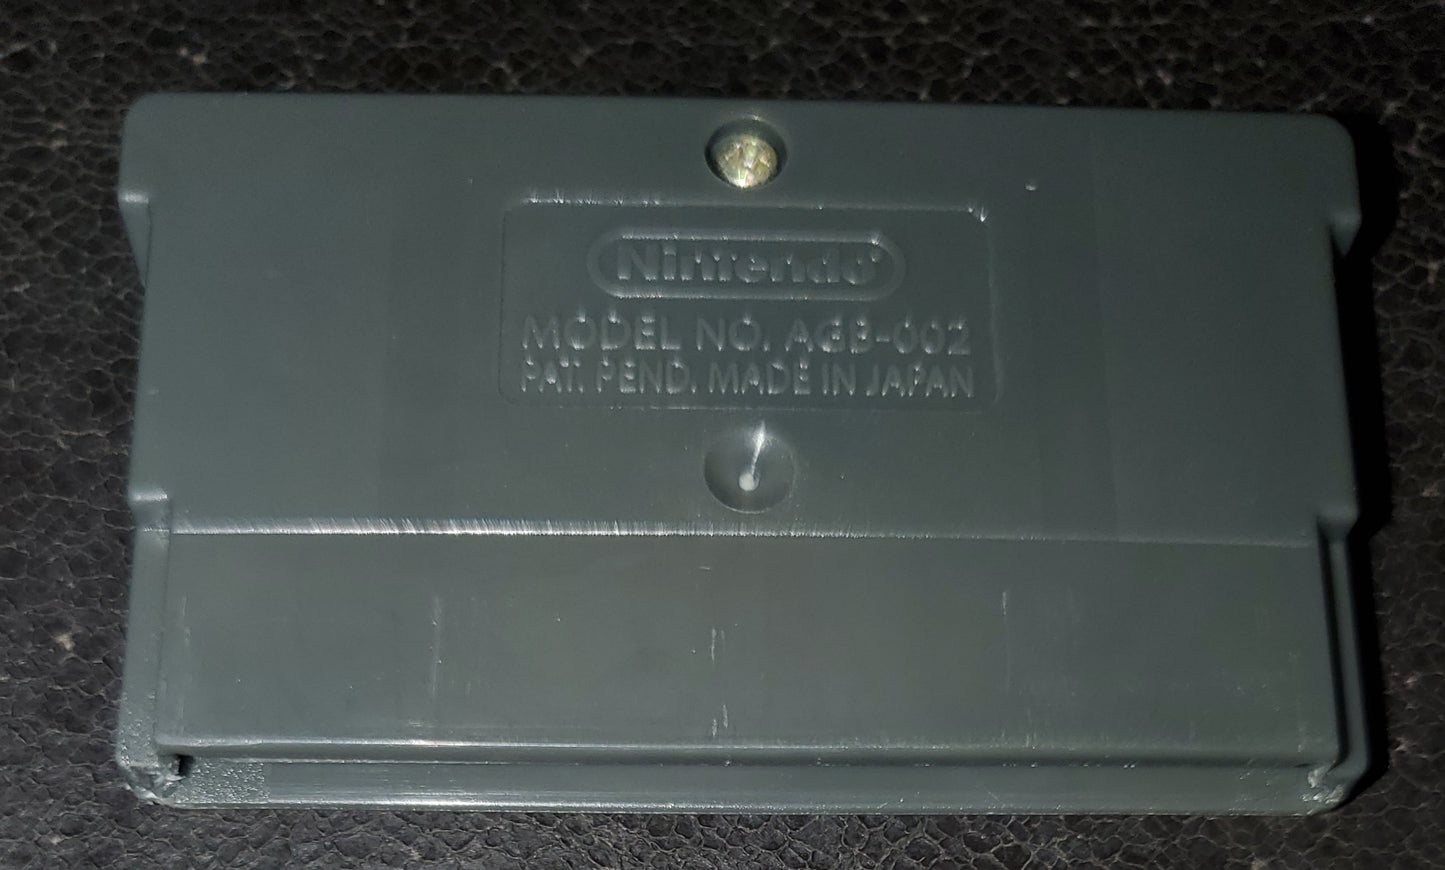 Nintendo
MODEL NO. AGB-002
PAT. PEND. MADE IN JAPAN